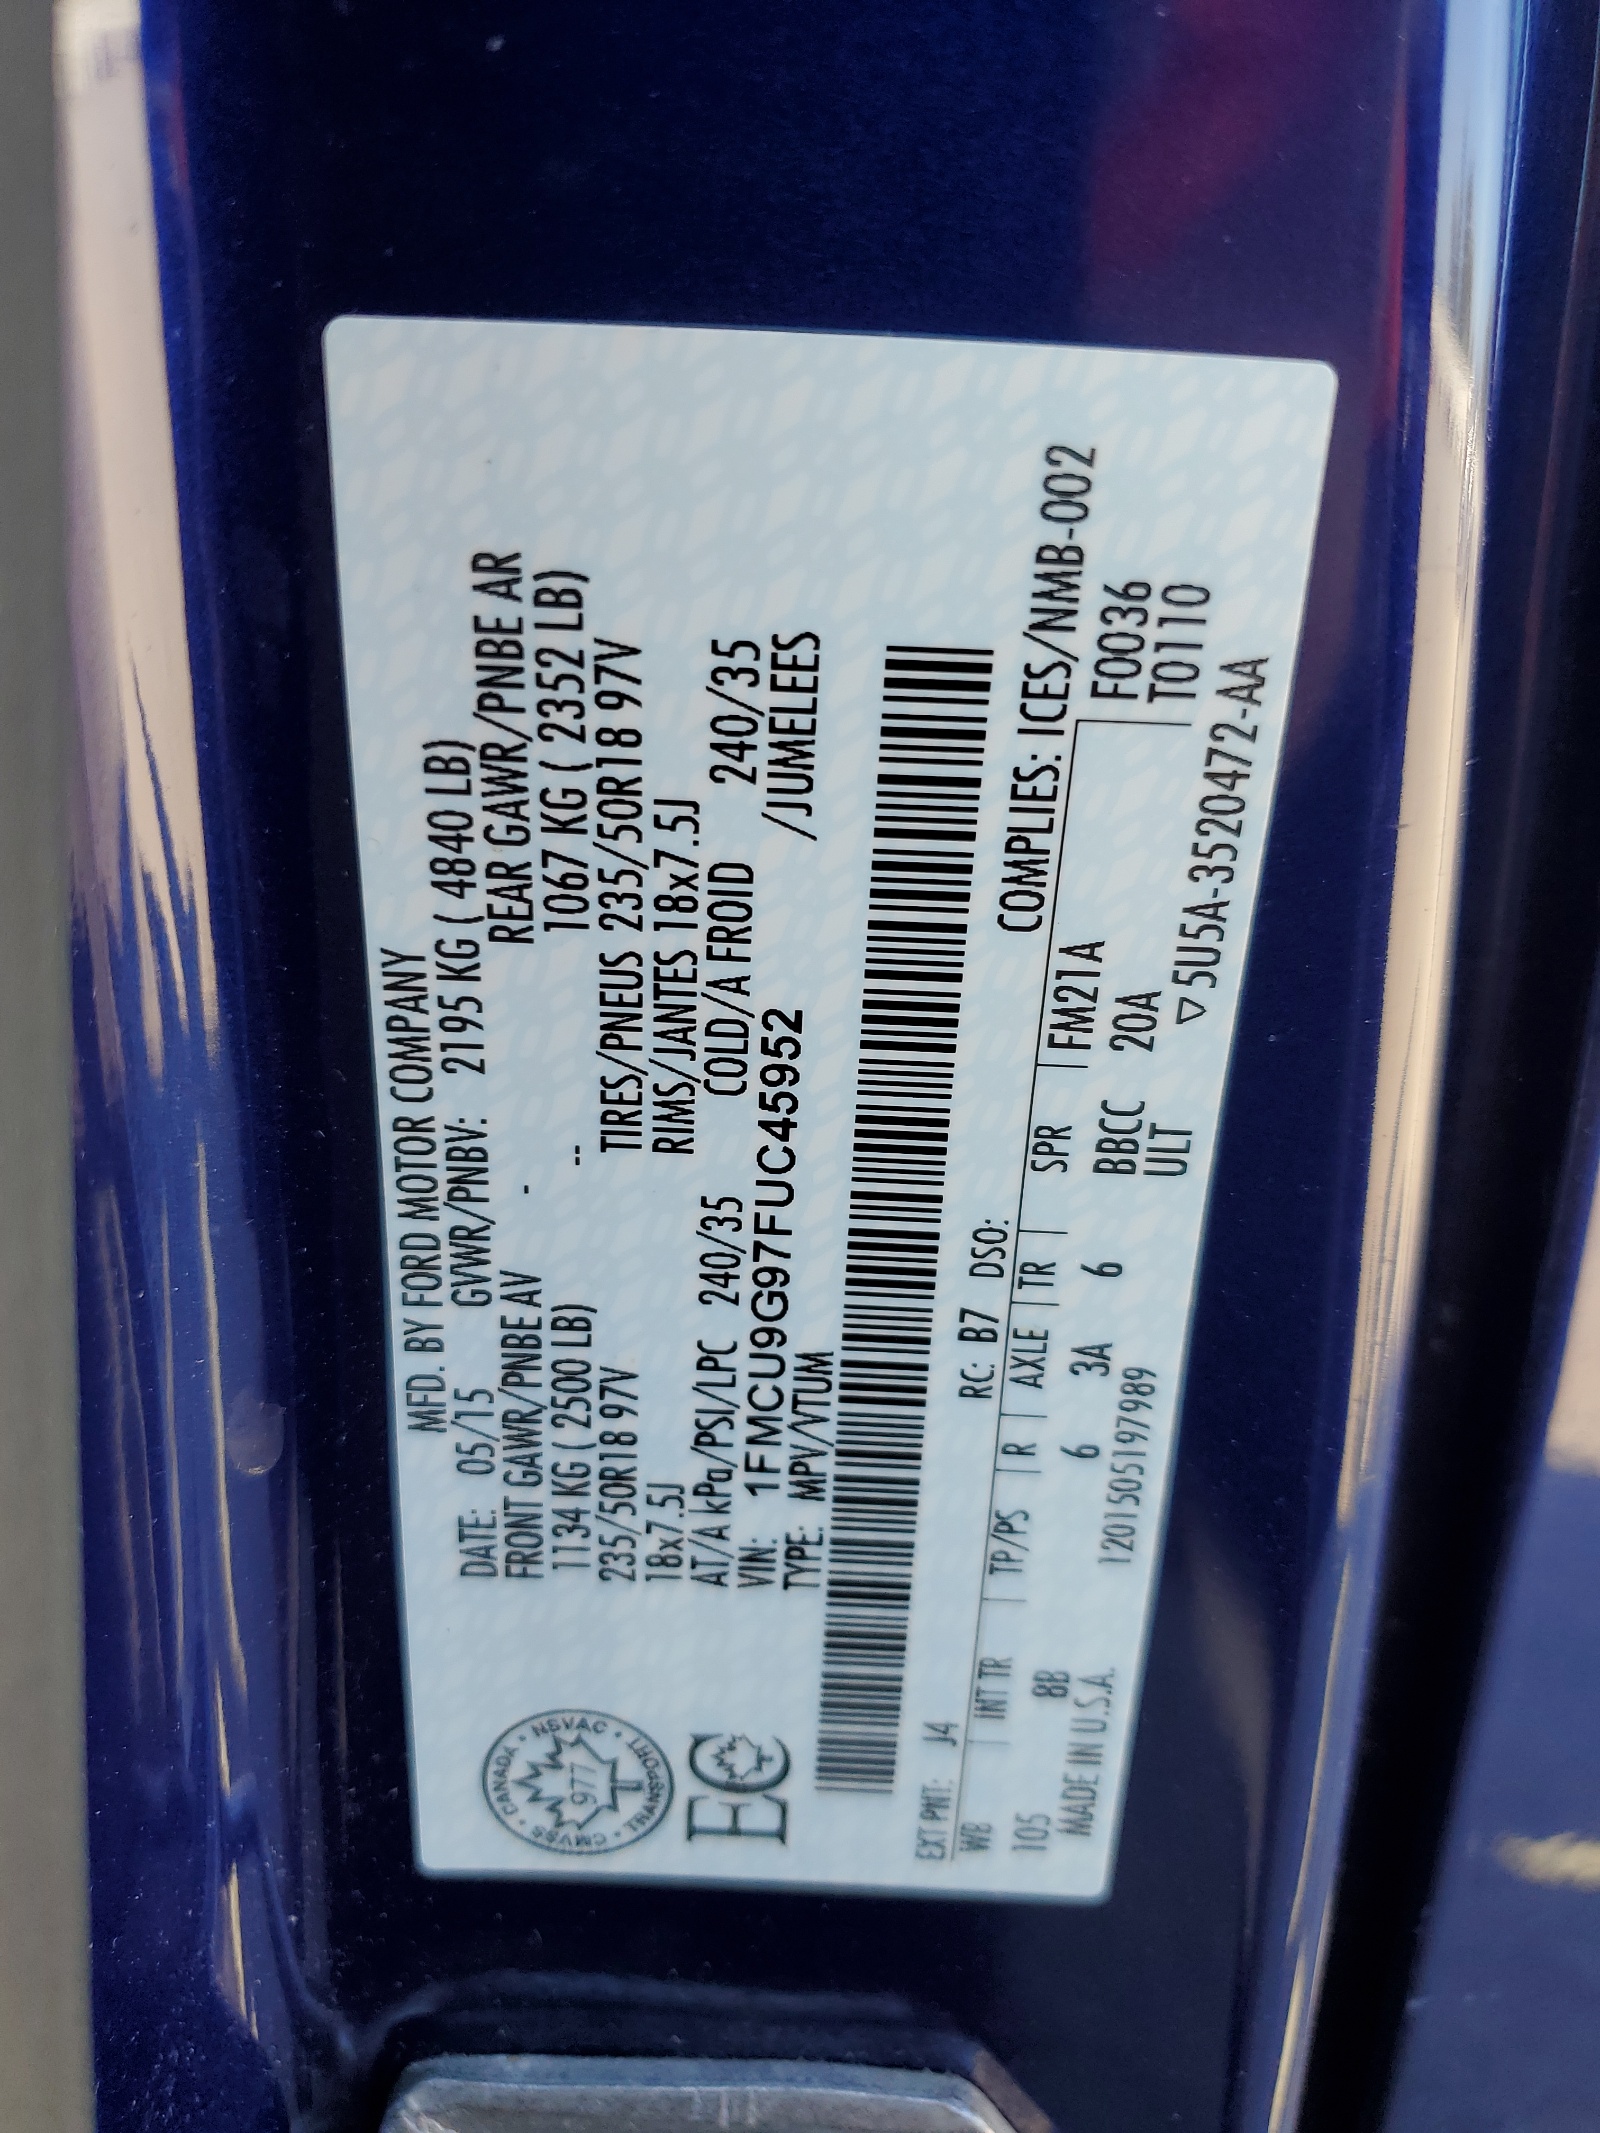 MFD. BY FORD MOTOR COMPANY
DATE: 05/15 GVWR/PNBV: 2195 KG ( 4840 LB)
FRONT GAWR/PNBE AV - REAR GAWR/PNBE AR
1134 KG ( 2500 LB) -- 1067 KG ( 2352 LB)
235/50R18 97V TIRES/PNEUS 235/50R18 97V
18x7.5J RIMS/JANTES 18x7.5J
AT/A kPa/PSI/LPC 240/35 COLD/A FROID 240/35
VIN: 1FMCU9G97FUC45952 /JUMELEES
TYPE: MPV/VTUM
CANADA • NSVAC • TRANSPORT • CMVSS •
977
T
EC
COMPLIES: ICES/NMB-002
EXT PNT: J4 RC: B7 DSO:
WB INT TR TP/PS R AXLE TR SPR FM21A F0036
105 8B 6 3A 6 BBCC 20A T0110
MADE IN U.S.A. ULT
1201505197989 ▽ 5U5A-3520472-AA